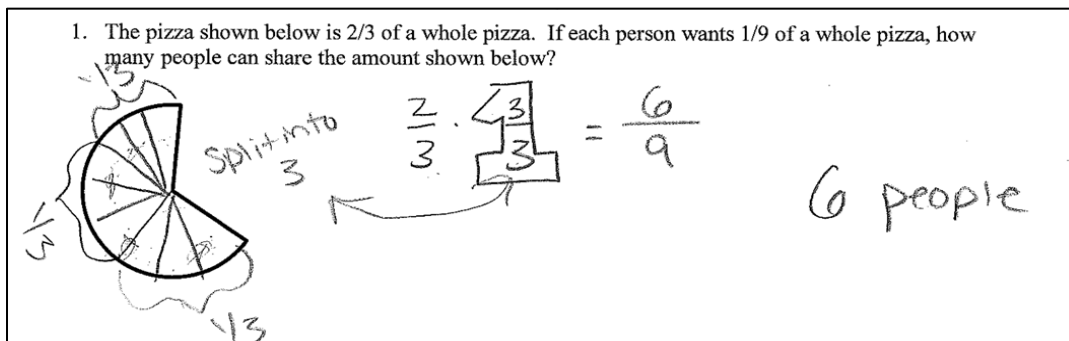 1. The pizza shown below is 2/3 of a whole pizza. If each person wants 1/9 of a whole pizza, how
many people can share the amount shown below?
1/3
Split into
3
2/3 · 3/3 = 6/9
6 people
1/3
1/3